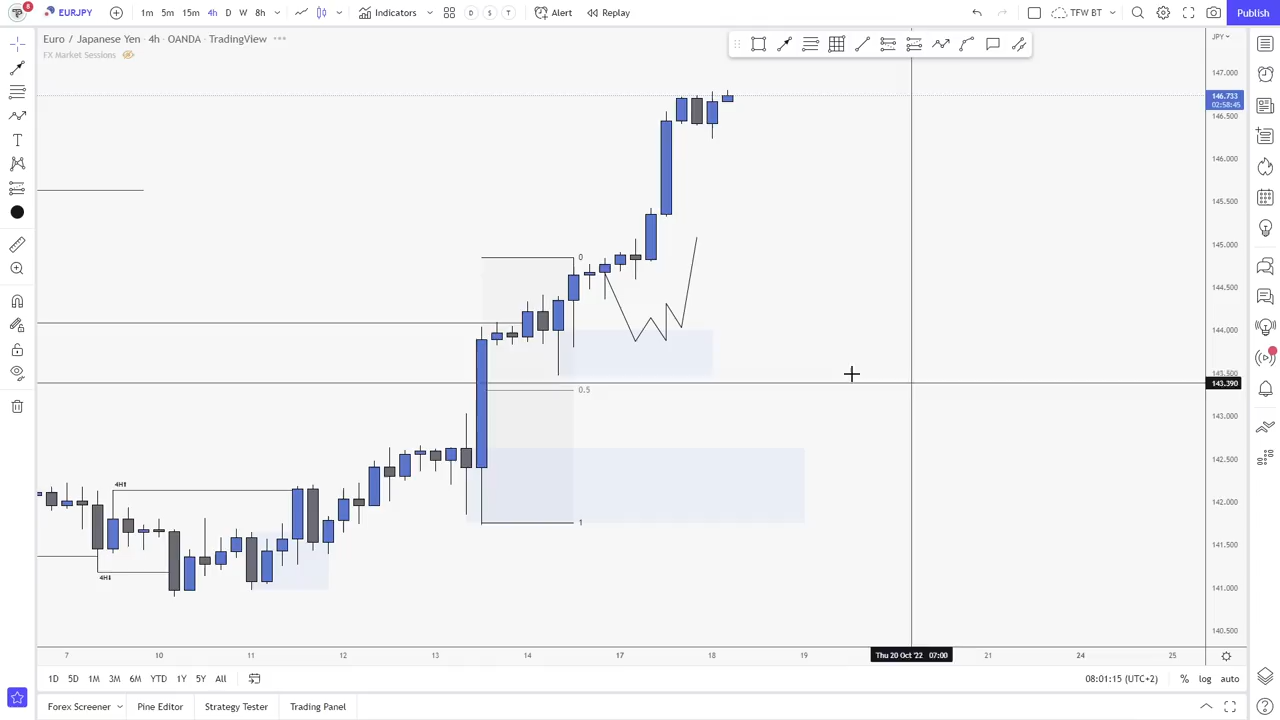 8
EURJPY
1m 5m 15m 4h D W 8h
Indicators
D S T
Alert
Replay
TFW BT
Publish
Euro / Japanese Yen · 4h · OANDA · TradingView
FX Market Sessions
JPY
147.000
146.733
02:58:45
146.500
146.000
145.500
145.000
144.500
144.000
143.500
143.390
143.000
142.500
142.000
141.500
141.000
140.500
0
0.5
1
4H
4H
7 10 11 12 13 14 17 18 19 Thu 20 Oct '22 07:00 21 24 25
1D 5D 1M 3M 6M YTD 1Y 5Y All
08:01:15 (UTC+2) % log auto
Forex Screener Pine Editor Strategy Tester Trading Panel